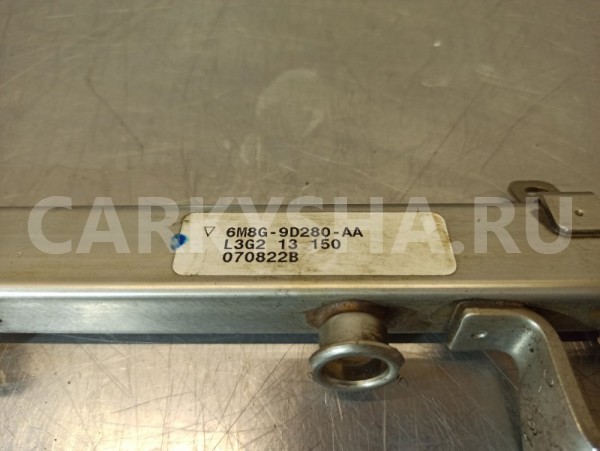 ▽ 6M8G-9D280-AA
L3G2 13 150
070822B
CARKYSHA.RU